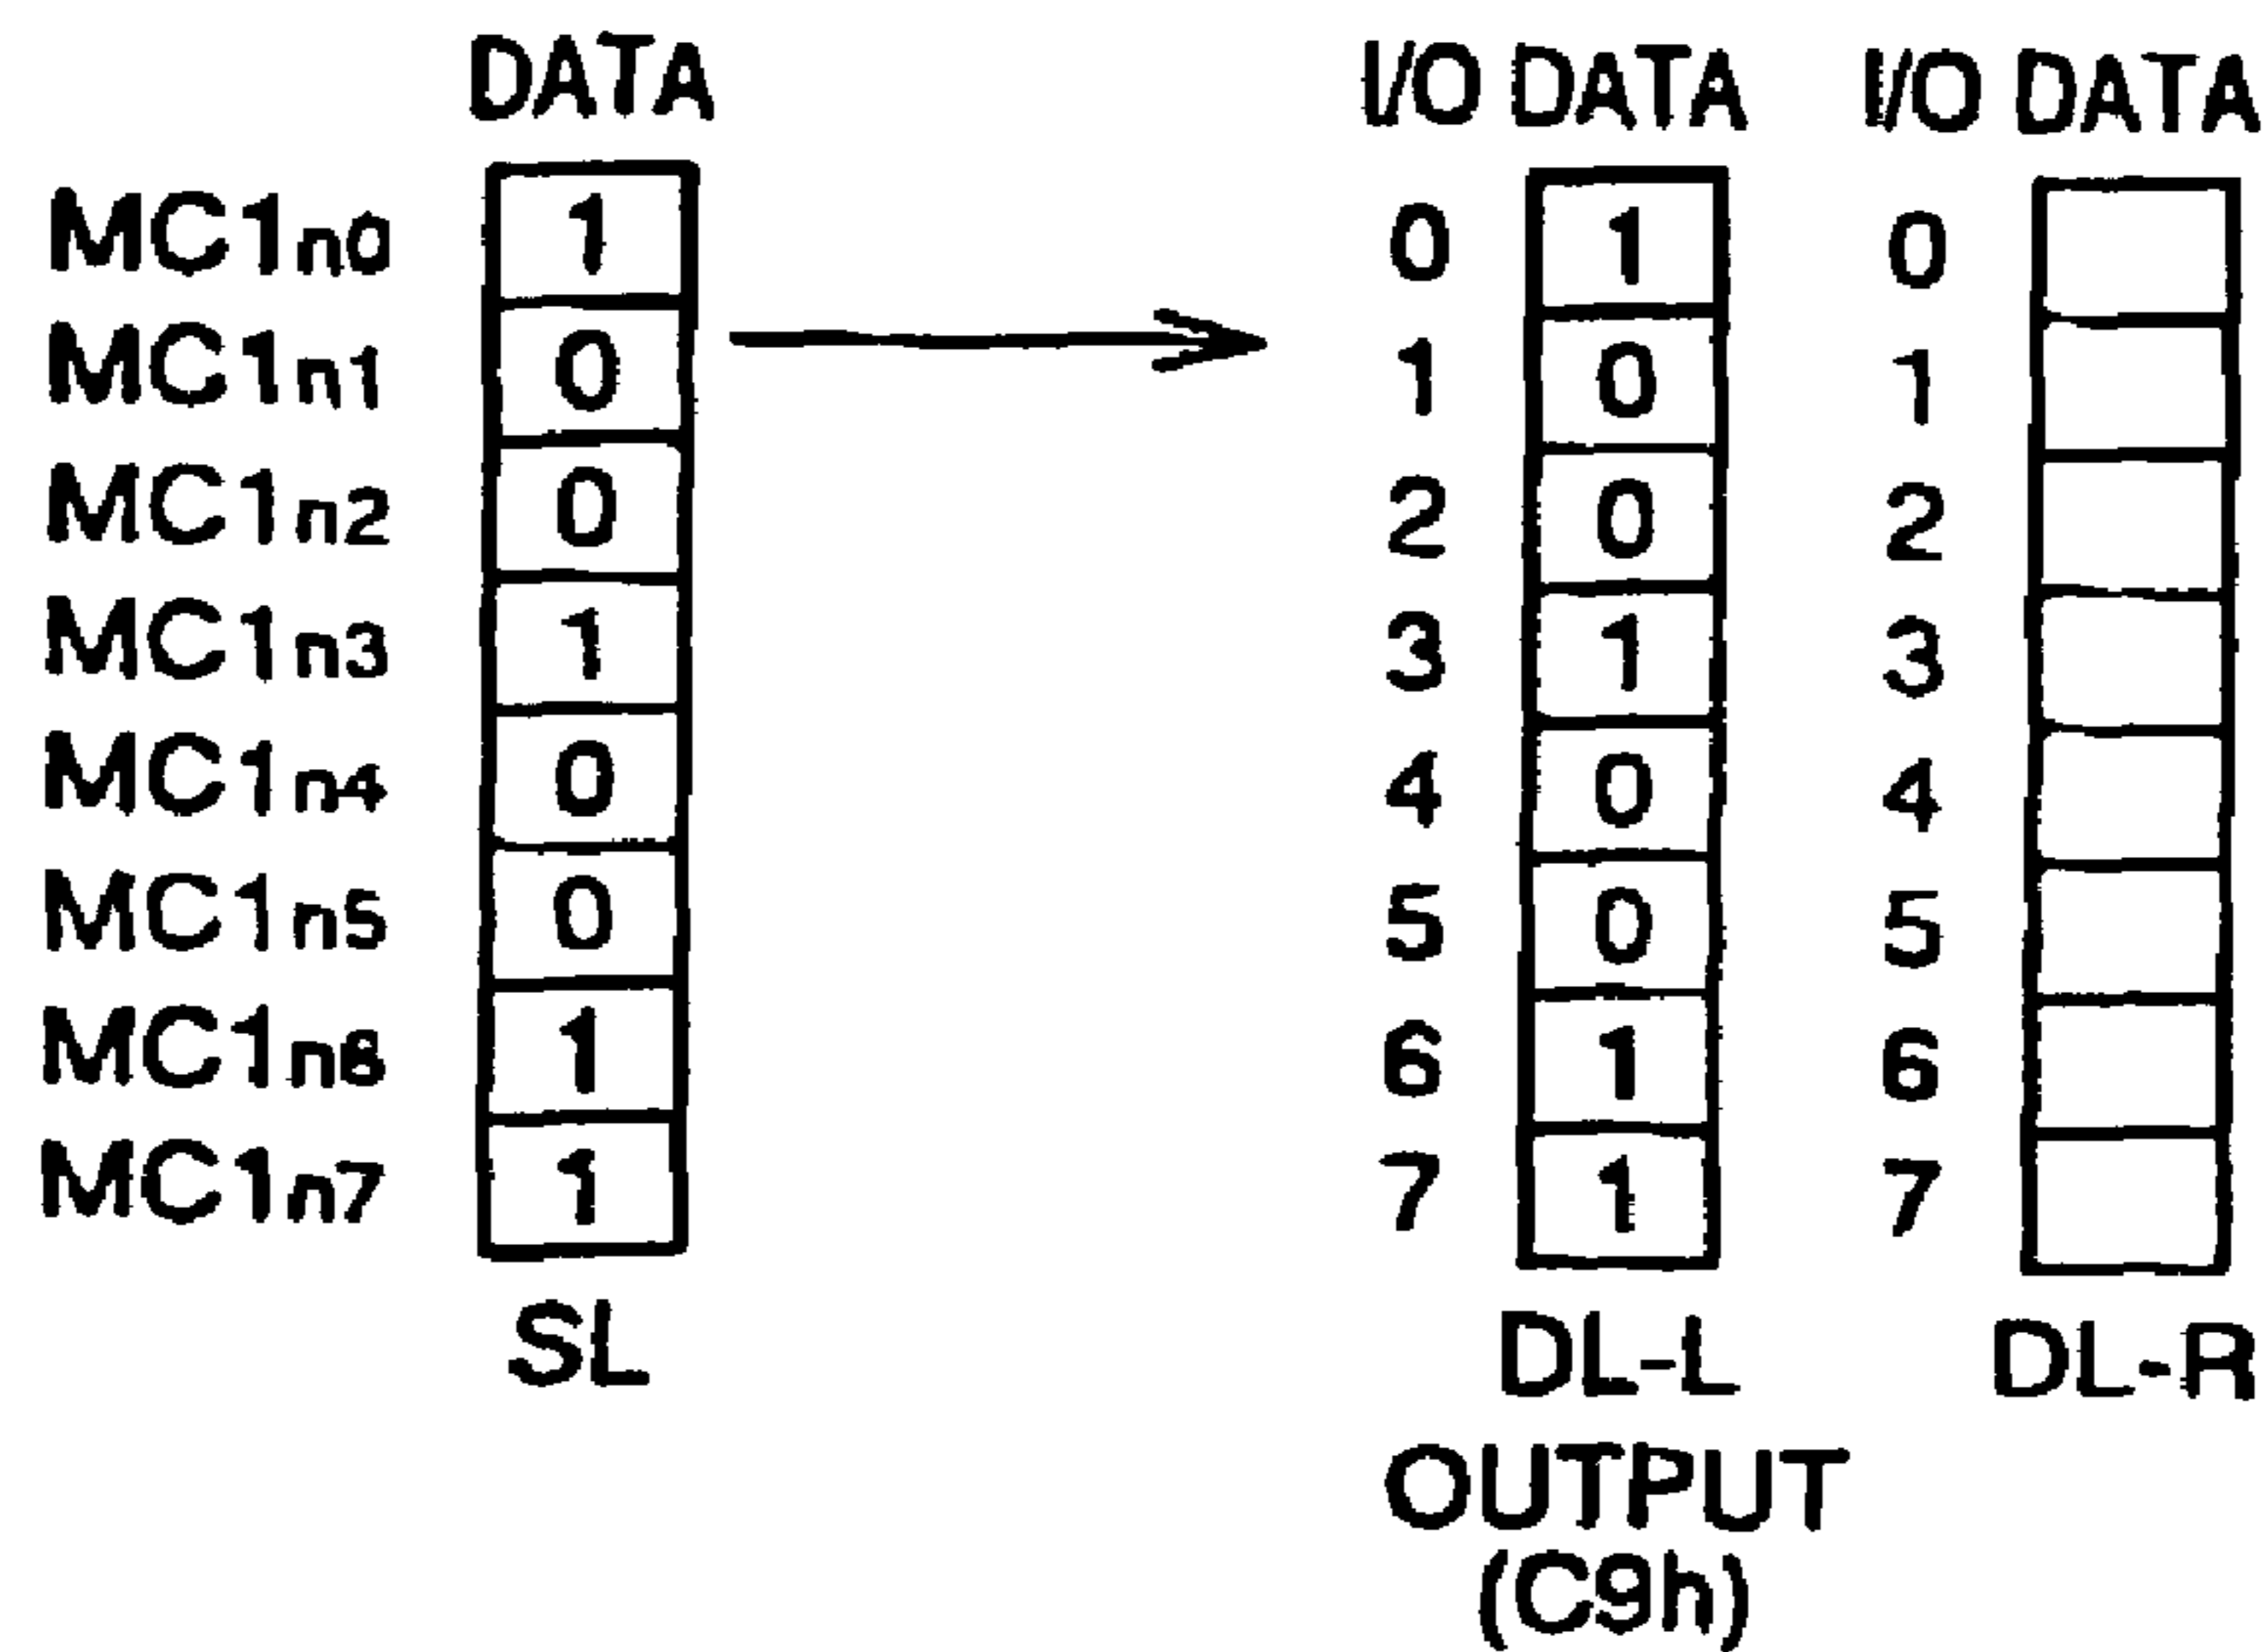 DATA I/O DATA I/O DATA
MC1n0 1 0 1 0
MC1n1 0 1 0 1
MC1n2 0 2 0 2
MC1n3 1 3 1 3
MC1n4 0 4 0 4
MC1n5 0 5 0 5
MC1n6 1 6 1 6
MC1n7 1 7 1 7
SL DL-L DL-R
OUTPUT
(C9h)